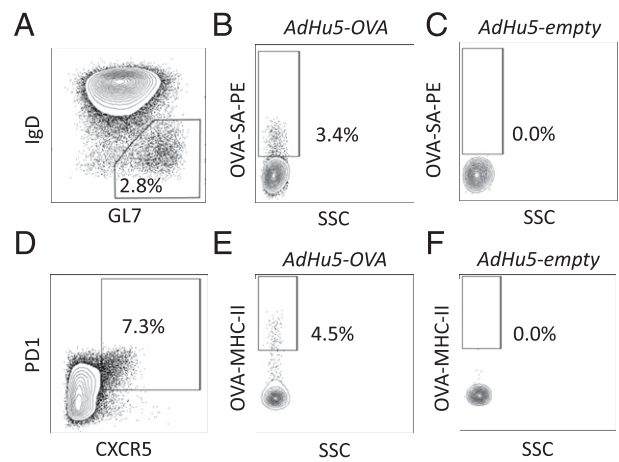 A
IgD
2.8%
GL7
B
AdHu5-OVA
OVA-SA-PE
3.4%
SSC
C
AdHu5-empty
OVA-SA-PE
0.0%
SSC
D
PD1
7.3%
CXCR5
E
AdHu5-OVA
OVA-MHC-II
4.5%
SSC
F
AdHu5-empty
OVA-MHC-II
0.0%
SSC